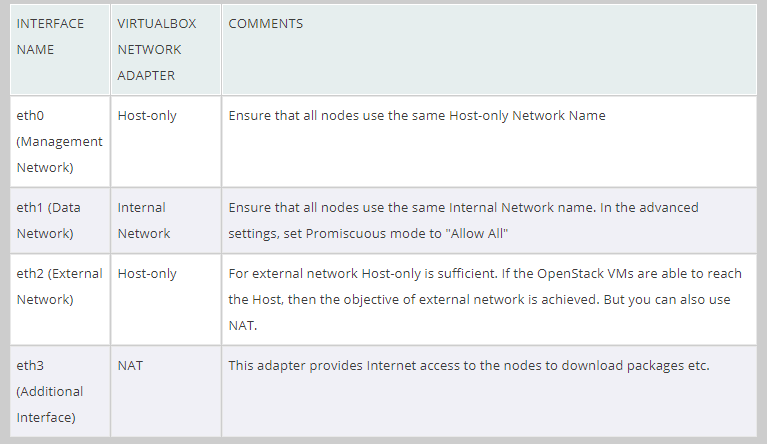 INTERFACE NAME
VIRTUALBOX NETWORK ADAPTER
COMMENTS
eth0 (Management Network)
Host-only
Ensure that all nodes use the same Host-only Network Name
eth1 (Data Network)
Internal Network
Ensure that all nodes use the same Internal Network name. In the advanced
settings, set Promiscuous mode to "Allow All"
eth2 (External Network)
Host-only
For external network Host-only is sufficient. If the OpenStack VMs are able to reach
the Host, then the objective of external network is achieved. But you can also use
NAT.
eth3 (Additional Interface)
NAT
This adapter provides Internet access to the nodes to download packages etc.